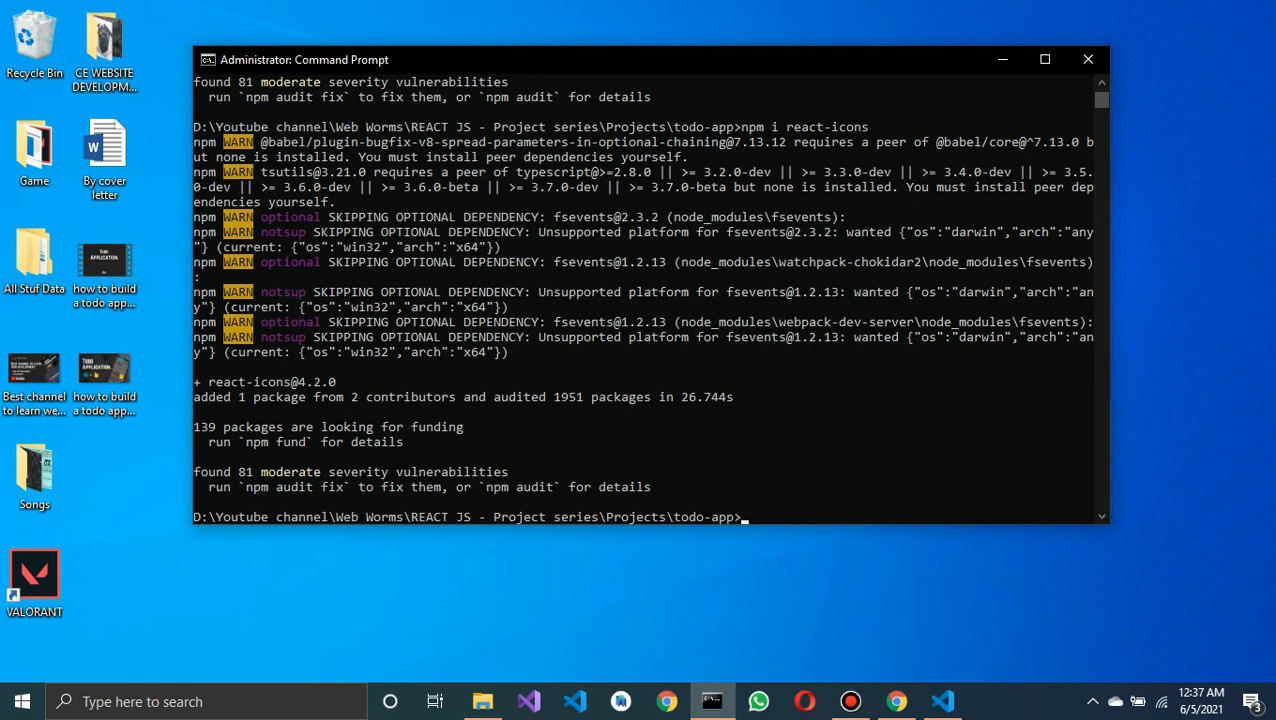 Recycle Bin
CE WEBSITE
DEVELOPM...
Game
By cover
letter
All Stuf Data
how to build
a todo app...
Best channel
to learn we...
how to build
a todo app...
Songs
VALORANT
Administrator: Command Prompt
found 81 moderate severity vulnerabilities
run `npm audit fix` to fix them, or `npm audit` for details
D:\Youtube channel\Web Worms\REACT JS - Project series\Projects\todo-app>npm i react-icons
npm WARN @babel/plugin-bugfix-v8-spread-parameters-in-optional-chaining@7.13.12 requires a peer of @babel/core@^7.13.0 b
ut none is installed. You must install peer dependencies yourself.
npm WARN tsutils@3.21.0 requires a peer of typescript@>=2.8.0 || >= 3.2.0-dev || >= 3.3.0-dev || >= 3.4.0-dev || >= 3.5.
0-dev || >= 3.6.0-dev || >= 3.6.0-beta || >= 3.7.0-dev || >= 3.7.0-beta but none is installed. You must install peer dep
endencies yourself.
npm WARN optional SKIPPING OPTIONAL DEPENDENCY: fsevents@2.3.2 (node_modules\fsevents):
npm WARN notsup SKIPPING OPTIONAL DEPENDENCY: Unsupported platform for fsevents@2.3.2: wanted {"os":"darwin","arch":"any
"} (current: {"os":"win32","arch":"x64"})
npm WARN optional SKIPPING OPTIONAL DEPENDENCY: fsevents@1.2.13 (node_modules\watchpack-chokidar2\node_modules\fsevents)
:
npm WARN notsup SKIPPING OPTIONAL DEPENDENCY: Unsupported platform for fsevents@1.2.13: wanted {"os":"darwin","arch":"an
y"} (current: {"os":"win32","arch":"x64"})
npm WARN optional SKIPPING OPTIONAL DEPENDENCY: fsevents@1.2.13 (node_modules\webpack-dev-server\node_modules\fsevents):
npm WARN notsup SKIPPING OPTIONAL DEPENDENCY: Unsupported platform for fsevents@1.2.13: wanted {"os":"darwin","arch":"an
y"} (current: {"os":"win32","arch":"x64"})
+ react-icons@4.2.0
added 1 package from 2 contributors and audited 1951 packages in 26.744s
139 packages are looking for funding
run `npm fund` for details
found 81 moderate severity vulnerabilities
run `npm audit fix` to fix them, or `npm audit` for details
D:\Youtube channel\Web Worms\REACT JS - Project series\Projects\todo-app>
Type here to search
12:37 AM
6/5/2021
3